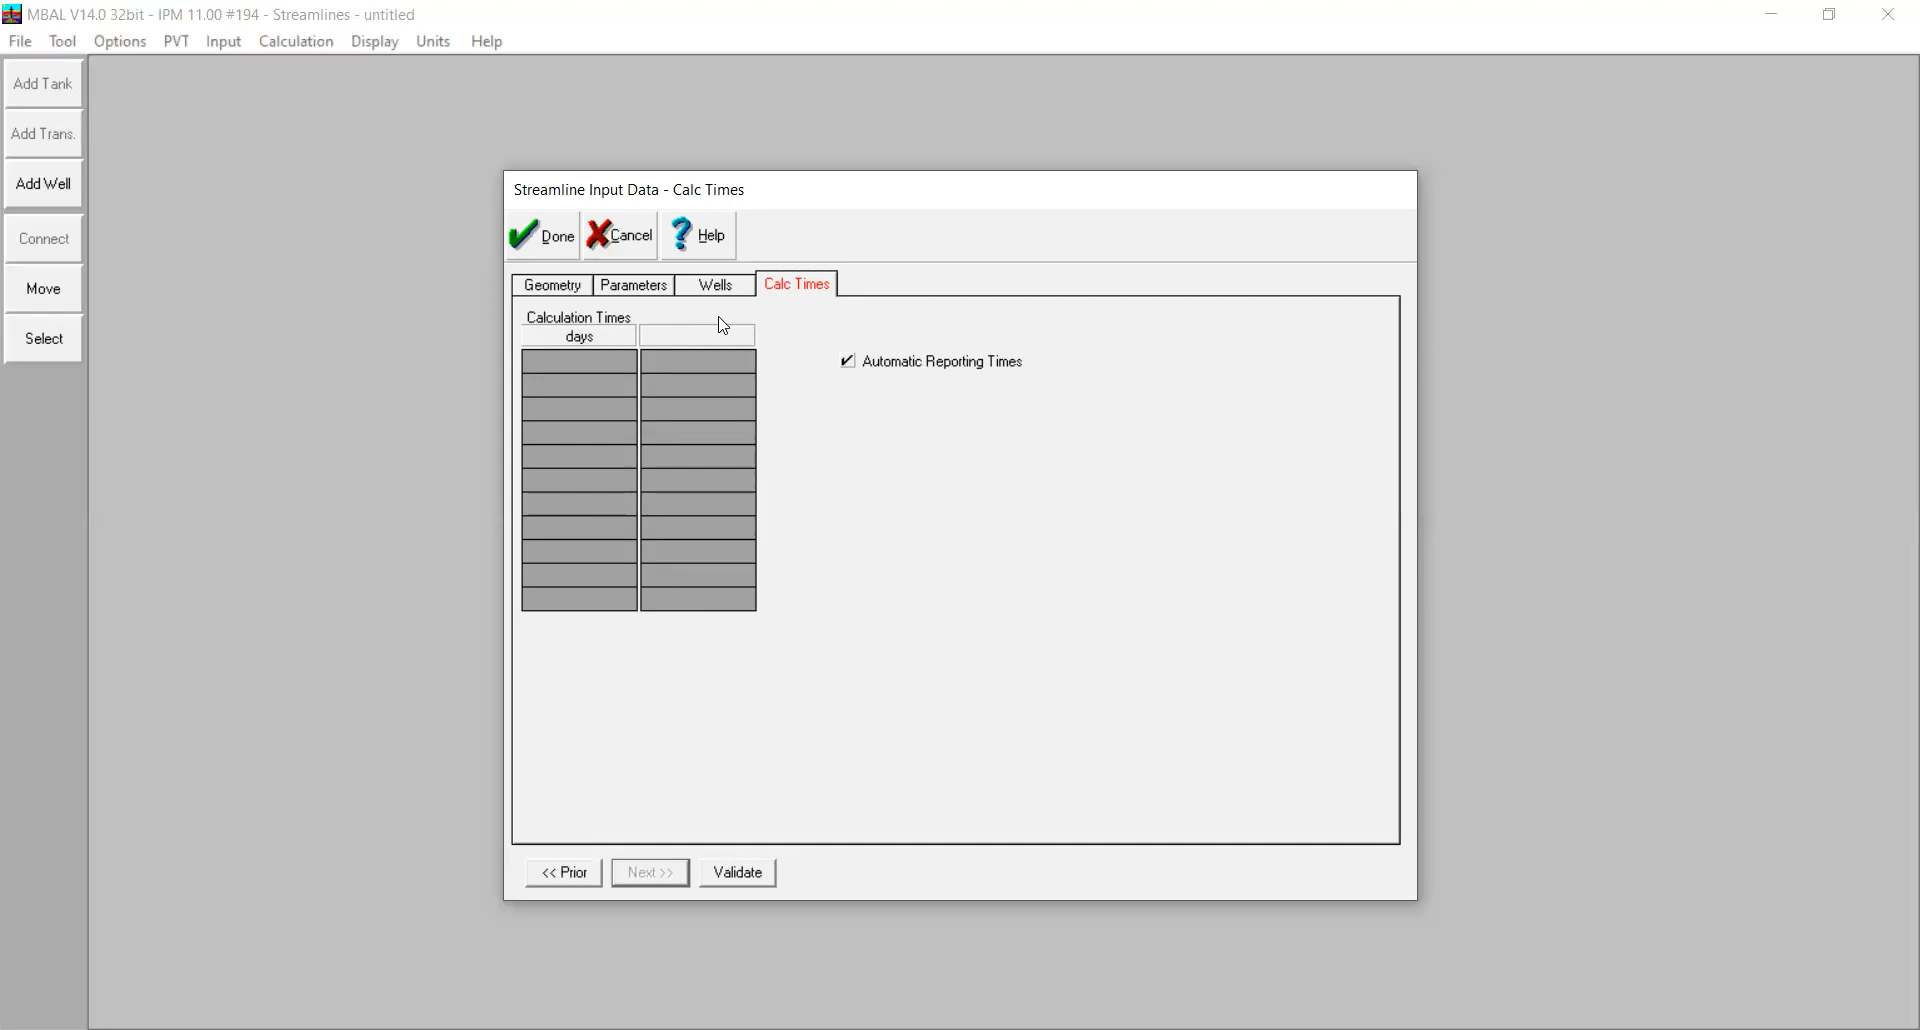 MBAL V14.0 32bit - IPM 11.00 #194 - Streamlines - untitled
File Tool Options PVT Input Calculation Display Units Help
Add Tank
Add Trans.
Add Well
Connect
Move
Select
Streamline Input Data - Calc Times
Done Cancel Help
Geometry Parameters Wells Calc Times
Calculation Times
days
Automatic Reporting Times
<< Prior Next >> Validate